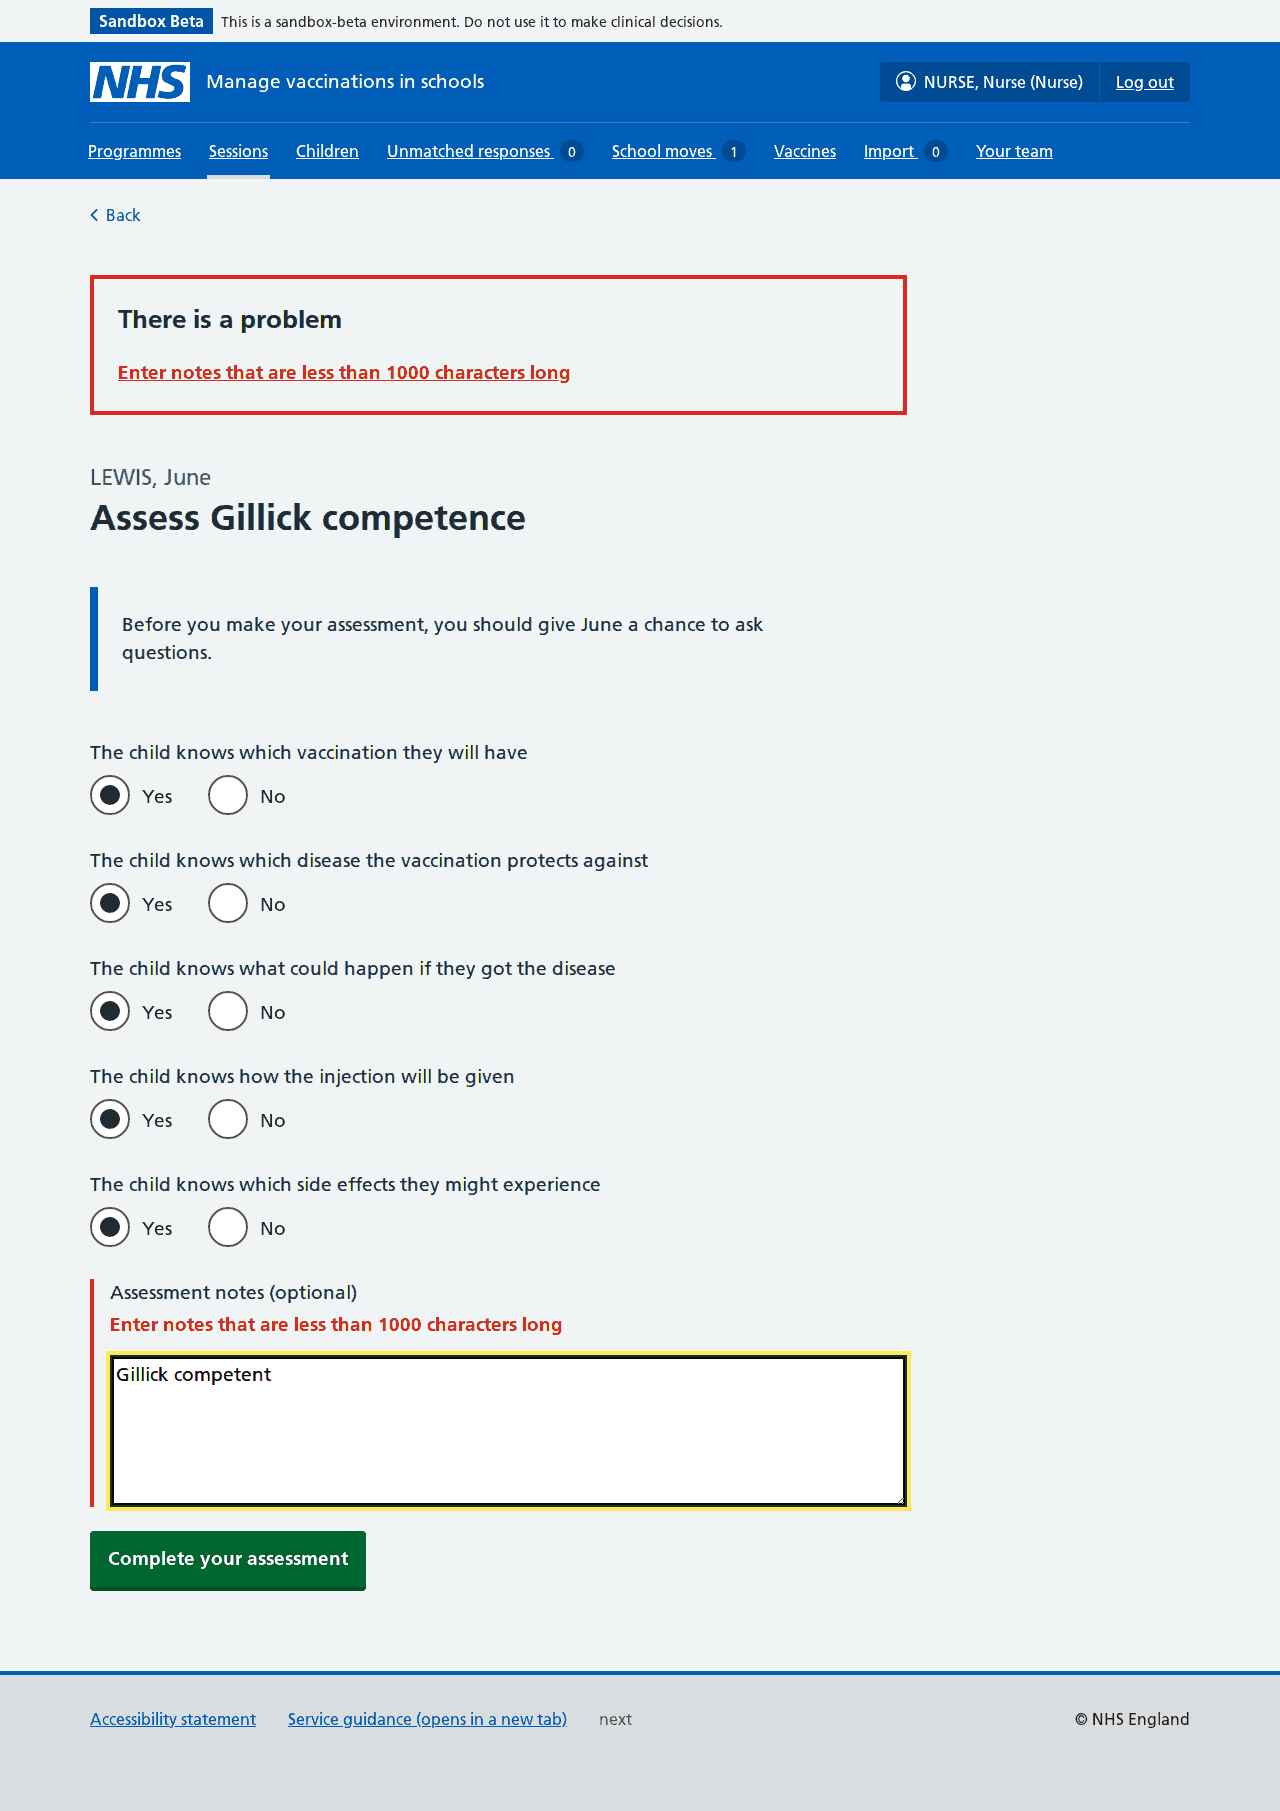 Sandbox Beta This is a sandbox-beta environment. Do not use it to make clinical decisions.
NHS Manage vaccinations in schools NURSE, Nurse (Nurse) Log out
Programmes Sessions Children Unmatched responses 0 School moves 1 Vaccines Import 0 Your team
Back
There is a problem
Enter notes that are less than 1000 characters long
LEWIS, June
Assess Gillick competence
Before you make your assessment, you should give June a chance to ask
questions.
The child knows which vaccination they will have
Yes No
The child knows which disease the vaccination protects against
Yes No
The child knows what could happen if they got the disease
Yes No
The child knows how the injection will be given
Yes No
The child knows which side effects they might experience
Yes No
Assessment notes (optional)
Enter notes that are less than 1000 characters long
Gillick competent
Complete your assessment
Accessibility statement Service guidance (opens in a new tab) next © NHS England